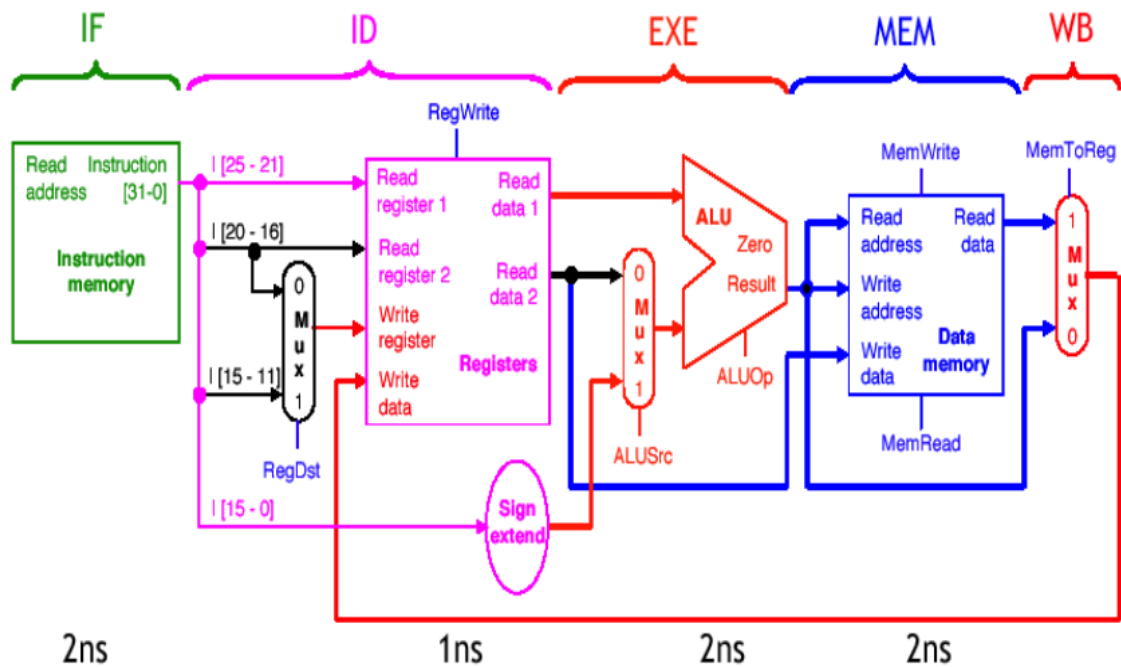 IF
ID
EXE
MEM
WB
RegWrite
MemWrite
MemToReg
Read Instruction
address [31-0]
Instruction
memory
I [25 - 21]
I [20 - 16]
I [15 - 11]
I [15 - 0]
0
Mux
1
RegDst
Read
register 1
Read
data 1
Read
register 2
Read
data 2
Write
register
Registers
Write
data
Sign
extend
0
Mux
1
ALUSrc
ALU
Zero
Result
ALUOp
Read
address
Read
data
Write
address
Data
memory
Write
data
MemRead
1
Mux
0
2ns
1ns
2ns
2ns